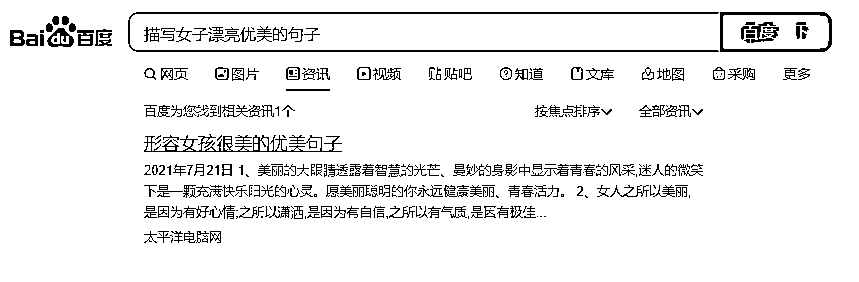 Bai du 百度 描写女子漂亮优美的句子 百度一下
网页 图片 资讯 视频 贴吧 知道 文库 地图 采购 更多
百度为您找到相关资讯1个 按焦点排序 全部资讯
形容女孩很美的优美句子
2021年7月21日 1、美丽的大眼睛透露着智慧的光芒、曼妙的身影中显示着青春的风采,迷人的微笑
下是一颗充满快乐阳光的心灵。愿美丽聪明的你永远健康美丽、青春活力。 2、女人之所以美丽,
是因为有好心情;之所以潇洒,是因为有自信,之所以有气质,是因有极佳...
太平洋电脑网